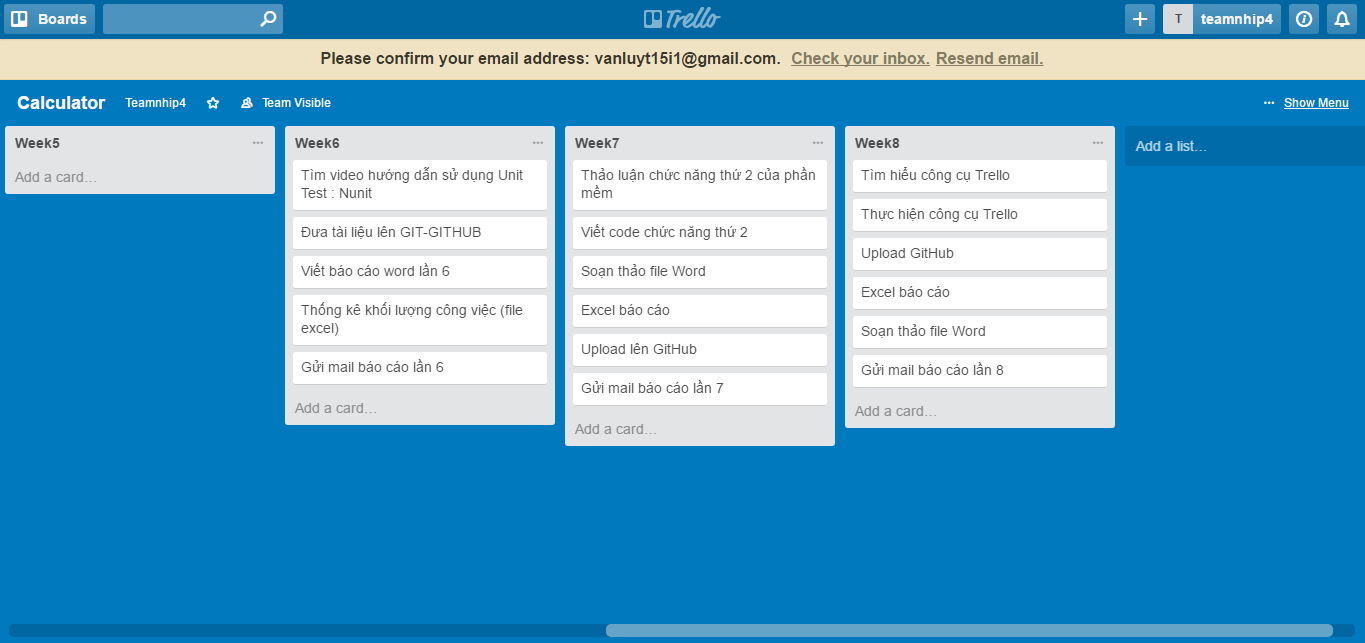 Boards
Trello
T
teamnhip4
Please confirm your email address: vanluyt15i1@gmail.com. Check your inbox. Resend email.
Calculator
Teamnhip4
Team Visible
... Show Menu
Week5
...
Add a card…
Week6
...
Tìm video hướng dẫn sử dụng Unit
Test : Nunit
Đưa tài liệu lên GIT-GITHUB
Viết báo cáo word lần 6
Thống kê khối lượng công việc (file
excel)
Gửi mail báo cáo lần 6
Add a card…
Week7
...
Thảo luận chức năng thứ 2 của phần
mềm
Viết code chức năng thứ 2
Soạn thảo file Word
Excel báo cáo
Upload lên GitHub
Gửi mail báo cáo lần 7
Add a card…
Week8
...
Tìm hiểu công cụ Trello
Thực hiện công cụ Trello
Upload GitHub
Excel báo cáo
Soạn thảo file Word
Gửi mail báo cáo lần 8
Add a card…
Add a list…